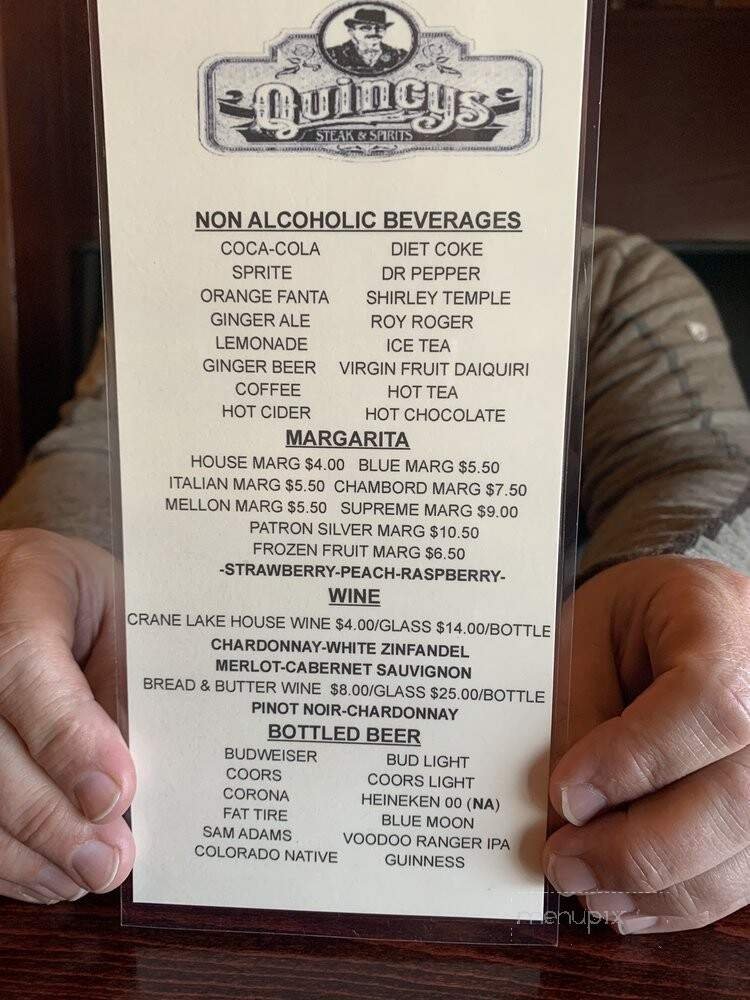 Quincys
STEAK & SPIRITS
NON ALCOHOLIC BEVERAGES
COCA-COLA DIET COKE
SPRITE DR PEPPER
ORANGE FANTA SHIRLEY TEMPLE
GINGER ALE ROY ROGER
LEMONADE ICE TEA
GINGER BEER VIRGIN FRUIT DAIQUIRI
COFFEE HOT TEA
HOT CIDER HOT CHOCOLATE
MARGARITA
HOUSE MARG $4.00 BLUE MARG $5.50
ITALIAN MARG $5.50 CHAMBORD MARG $7.50
MELLON MARG $5.50 SUPREME MARG $9.00
PATRON SILVER MARG $10.50
FROZEN FRUIT MARG $6.50
-STRAWBERRY-PEACH-RASPBERRY-
WINE
CRANE LAKE HOUSE WINE $4.00/GLASS $14.00/BOTTLE
CHARDONNAY-WHITE ZINFANDEL
MERLOT-CABERNET SAUVIGNON
BREAD & BUTTER WINE $8.00/GLASS $25.00/BOTTLE
PINOT NOIR-CHARDONNAY
BOTTLED BEER
BUDWEISER BUD LIGHT
COORS COORS LIGHT
CORONA HEINEKEN 00 (NA)
FAT TIRE BLUE MOON
SAM ADAMS VOODOO RANGER IPA
COLORADO NATIVE GUINNESS
menupix